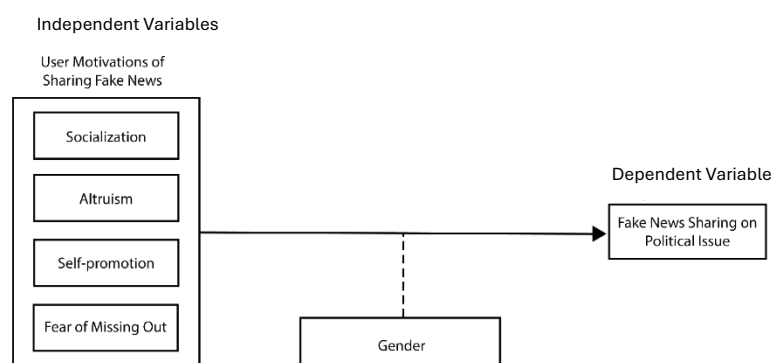 Independent Variables
User Motivations of
Sharing Fake News
Socialization
Altruism
Self-promotion
Fear of Missing Out
Dependent Variable
Fake News Sharing on
Political Issue
Gender